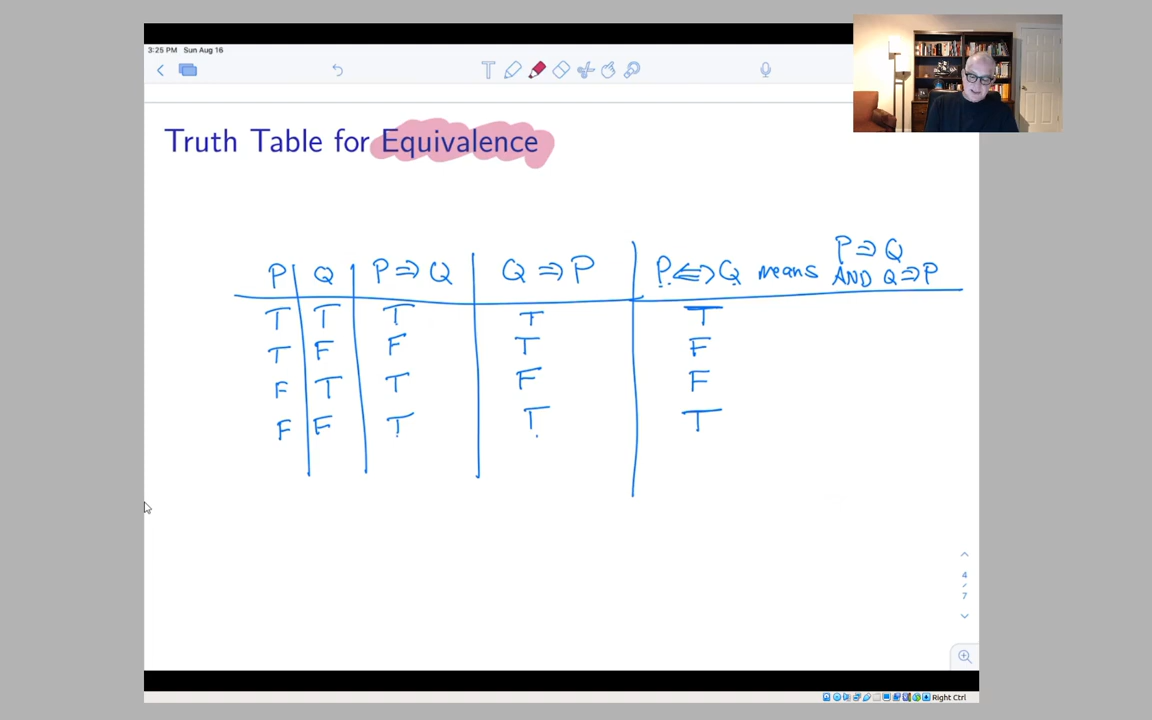 3:25 PM Sun Aug 16
Truth Table for Equivalence
P ⇒ Q
P Q P ⇒ Q Q ⇒ P P ⇔ Q means AND Q ⇒ P
T T T T T
T F F T F
F T T F F
F F T T T
4
/
7
Right Ctrl